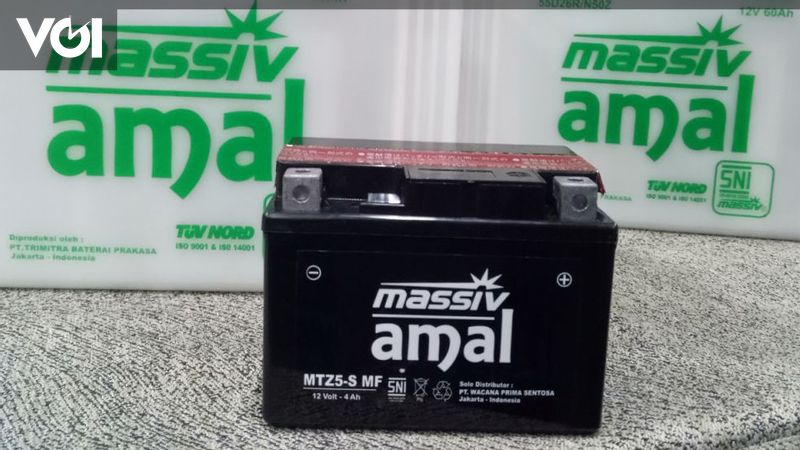 VOI
massiv
amal
TÜV NORD
ISO 9001 & ISO 14001
Diproduksi oleh :
PT.TRIMITRA BATERAI PRAKASA
Jakarta - Indonesia
55D26R/NS0Z
12V 60Ah
massiv
amal
TÜV NORD
ISO 9001 & ISO 14001
SNI
massiv
PRAKASA
massiv
amal
MTZ5-S MF
12 Volt - 4 Ah
SNI
Sole Distributor :
PT. WACANA PRIMA SENTOSA
Jakarta - Indonesia